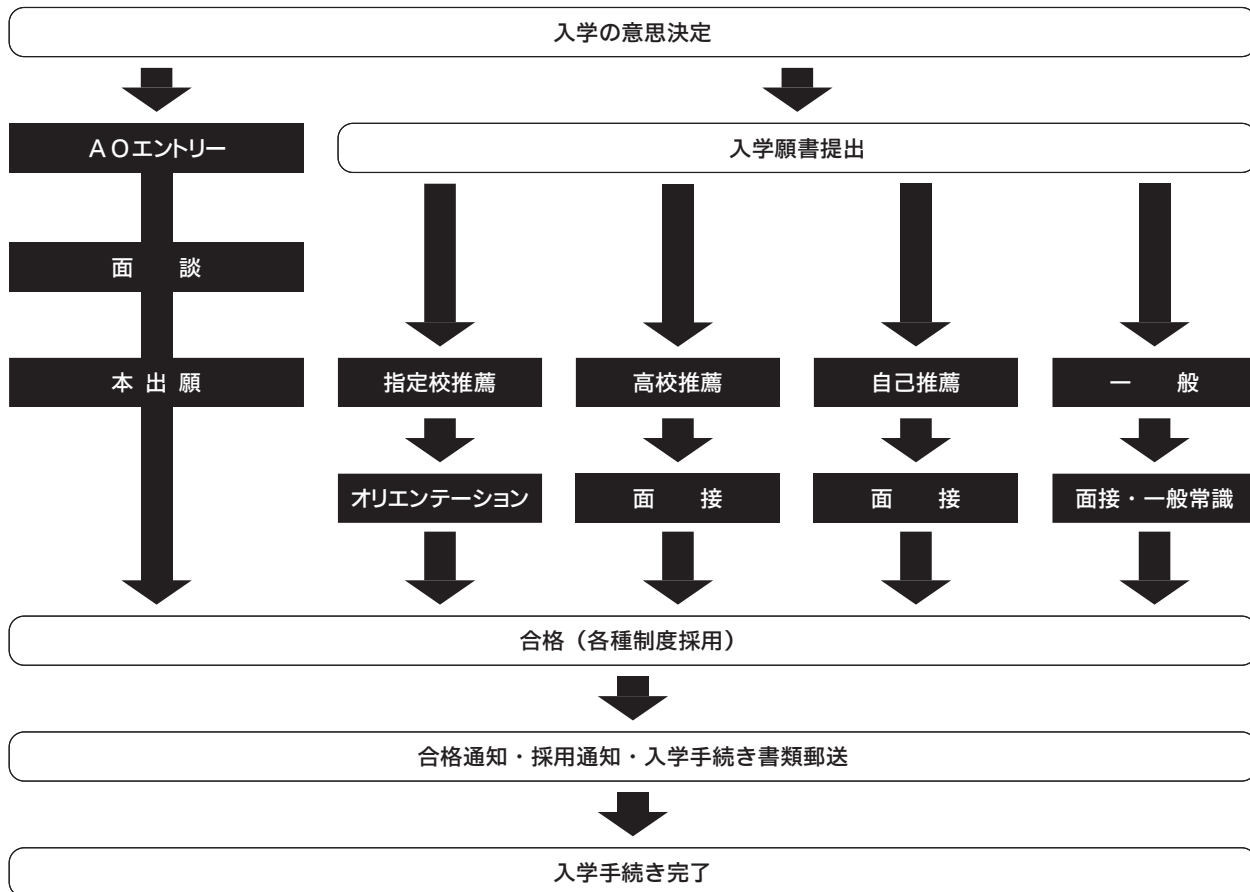 入学の意思決定
ＡＯエントリー
入学願書提出
面　　談
本 出 願
指定校推薦
高校推薦
自己推薦
一　　般
オリエンテーション
面　　接
面　　接
面接・一般常識
合格（各種制度採用）
合格通知・採用通知・入学手続き書類郵送
入学手続き完了